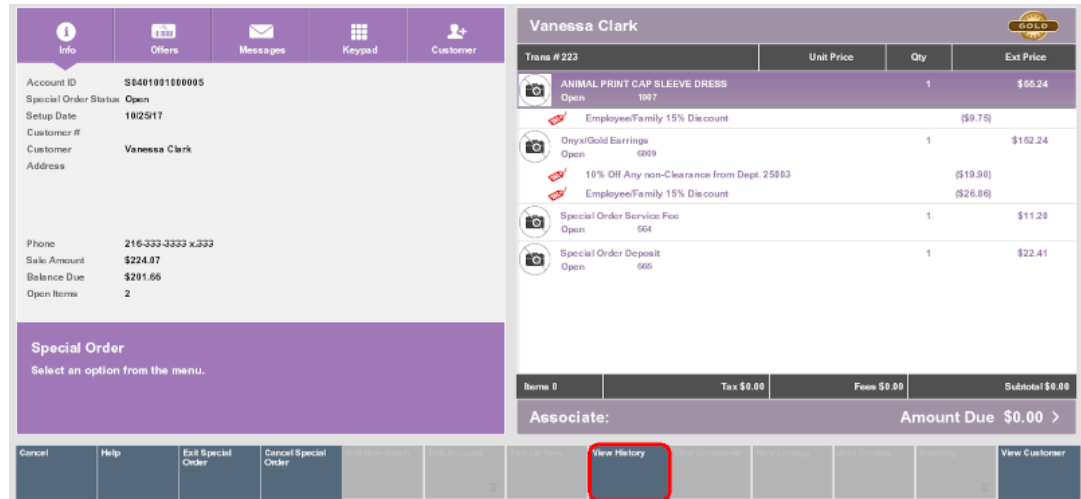 Info
Offers
Messages
Keypad
Customer
Account ID S0401001000005
Special Order Status Open
Setup Date 10/25/17
Customer #
Customer Vanessa Clark
Address
Phone 216-333-3333 x.333
Sale Amount $224.07
Balance Due $201.66
Open Items 2
Special Order
Select an option from the menu.
Vanessa Clark
GOLD
Trans # 223 Unit Price Qty Ext Price
ANIMAL PRINT CAP SLEEVE DRESS 1 $55.24
Open 1007
Employee/Family 15% Discount ($9.75)
Onyx/Gold Earrings 1 $152.24
Open 6009
10% Off Any non-Clearance from Dept. 25003 ($19.90)
Employee/Family 15% Discount ($26.86)
Special Order Service Fee 1 $11.20
Open 664
Special Order Deposit 1 $22.41
Open 665
Items 0 Tax $0.00 Fees $0.00 Subtotal $0.00
Associate: Amount Due $0.00 >
Cancel
Help
Exit Special
Order
Cancel Special
Order
View History
View Customer